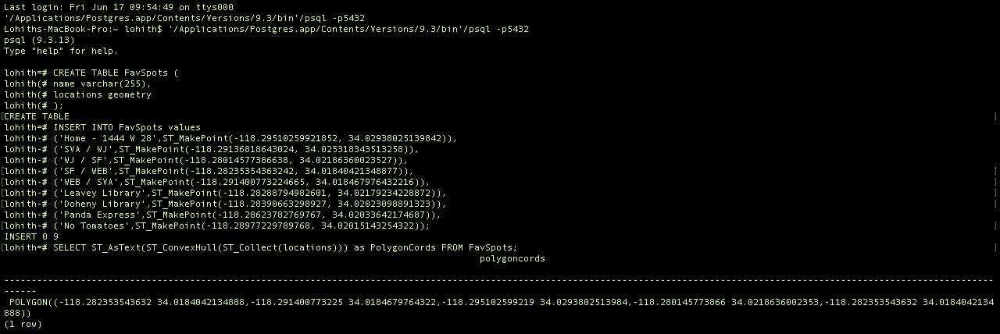 Last login: Fri Jun 17 09:54:49 on ttys000
'/Applications/Postgres.app/Contents/Versions/9.3/bin'/psql -p5432
Lohiths-MacBook-Pro:~ lohith$ '/Applications/Postgres.app/Contents/Versions/9.3/bin'/psql -p5432
psql (9.3.13)
Type "help" for help.
lohith=# CREATE TABLE FavSpots (
lohith(# name varchar(255),
lohith(# locations geometry
lohith(# );
[CREATE TABLE ]
lohith=# INSERT INTO FavSpots values
lohith-# ('Home - 1444 W 28',ST_MakePoint(-118.29510259921852, 34.02938025139842)),
lohith-# ('SVA / WJ',ST_MakePoint(-118.29136818643024, 34.025318343513258)),
lohith-# ('WJ / SF',ST_MakePoint(-118.28014577386638, 34.02186360023527)),
[lohith-# ('SF / WEB',ST_MakePoint(-118.28235354363242, 34.01840421348877)), ]
[lohith-# ('WEB / SVA',ST_MakePoint(-118.291400773224665, 34.018467976432216)), ]
[lohith-# ('Leavey Library',ST_MakePoint(-118.28288794982601, 34.02179234228872)), ]
[lohith-# ('Doheny Library',ST_MakePoint(-118.28390663298927, 34.02023098891323)), ]
lohith-# ('Panda Express',ST_MakePoint(-118.28623782769767, 34.02033642174687)),
[lohith-# ('No Tomatoes',ST_MakePoint(-118.28977229789768, 34.02015143254322)); ]
INSERT 0 9
[lohith=# SELECT ST_AsText(ST_ConvexHull(ST_Collect(locations))) as PolygonCords FROM FavSpots; ]
polygoncords
-------------------------------------------------------------------------------------------------------------------------------------------------------------------------------------
------
POLYGON((-118.282353543632 34.0184042134888,-118.291400773225 34.0184679764322,-118.295102599219 34.0293802513984,-118.280145773866 34.0218636002353,-118.282353543632 34.0184042134
888))
(1 row)